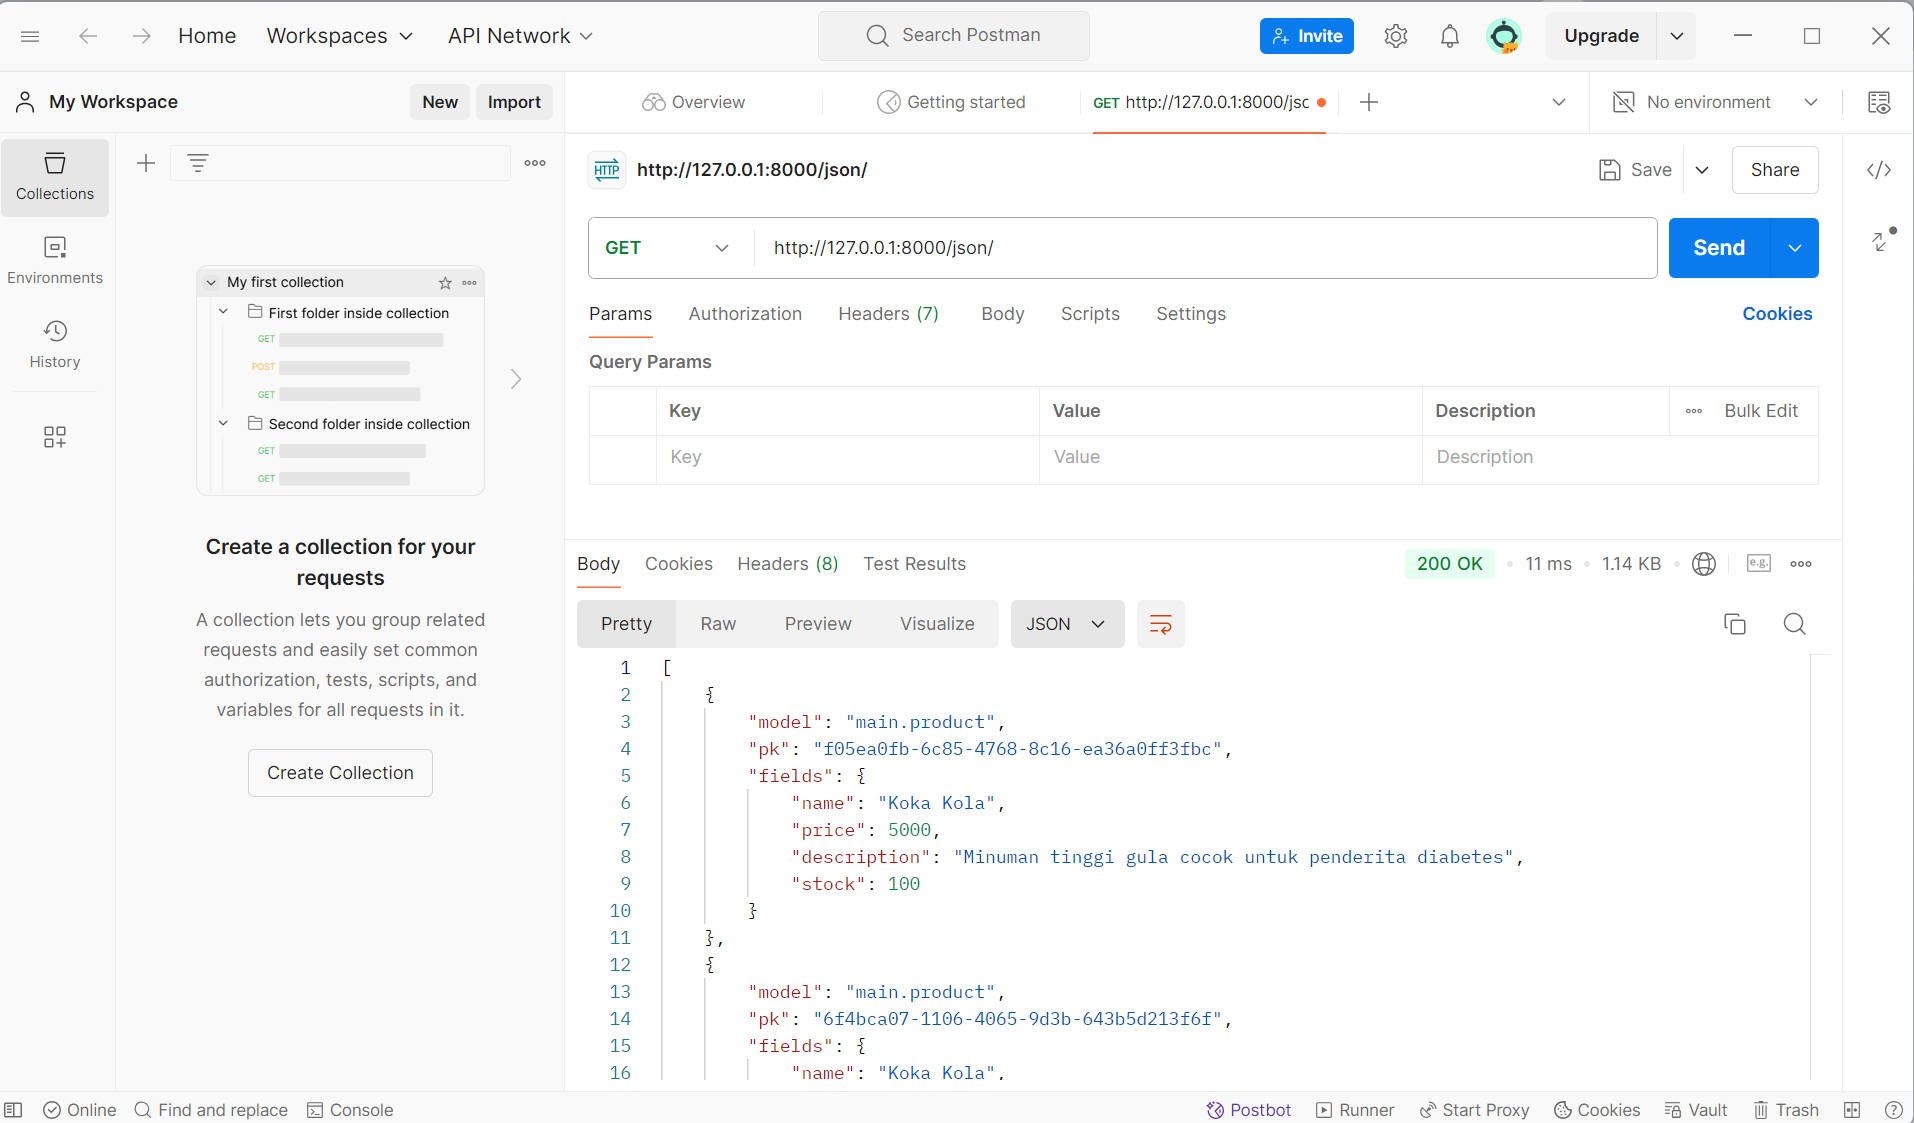 Home Workspaces API Network Search Postman Invite Upgrade
My Workspace New Import Overview Getting started GET http://127.0.0.1:8000/jsc No environment
Collections
Environments
History
My first collection
First folder inside collection
GET
POST
GET
Second folder inside collection
GET
GET
Create a collection for your
requests
A collection lets you group related
requests and easily set common
authorization, tests, scripts, and
variables for all requests in it.
Create Collection
HTTP http://127.0.0.1:8000/json/ Save Share
GET http://127.0.0.1:8000/json/ Send
Params Authorization Headers (7) Body Scripts Settings Cookies
Query Params
Key Value Description Bulk Edit
Key Value Description
Body Cookies Headers (8) Test Results 200 OK 11 ms 1.14 KB e.g.
Pretty Raw Preview Visualize JSON
1 [
2 {
3 "model": "main.product",
4 "pk": "f05ea0fb-6c85-4768-8c16-ea36a0ff3fbc",
5 "fields": {
6 "name": "Koka Kola",
7 "price": 5000,
8 "description": "Minuman tinggi gula cocok untuk penderita diabetes",
9 "stock": 100
10 }
11 },
12 {
13 "model": "main.product",
14 "pk": "6f4bca07-1106-4065-9d3b-643b5d213f6f",
15 "fields": {
16 "name": "Koka Kola",
Online Find and replace Console Postbot Runner Start Proxy Cookies Vault Trash